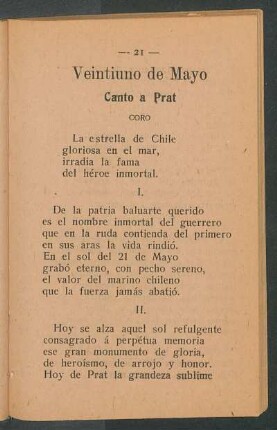 — 21 —
Veintiuno de Mayo
Canto a Prat
CORO
La estrella de Chile
gloriosa en el mar,
irradia la fama
del héroe inmortal.
I.
De la patria baluarte querido
es el nombre inmortal del guerrero
que en la ruda contienda del primero
en sus aras la vida rindió.
En el sol del 21 de Mayo
grabó eterno, con pecho sereno,
el valor del marino chileno
que la fuerza jamás abatjó.
II.
Hoy se alza aquel sol refulgente
consagrado á perpétua memoria
ese gran monumento de gloria,
de heroísmo, de arrojo y honor.
Hoy de Prat la grandeza sublime